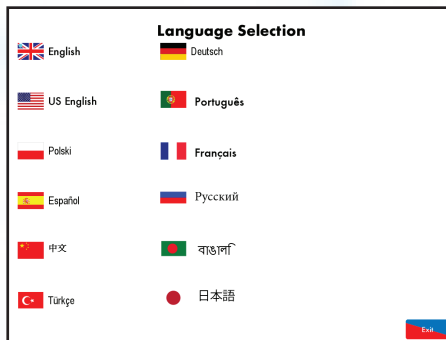 Language Selection
English
Deutsch
US English
Português
Polski
Français
Español
Русский
中文
বাঙালি
Türkçe
日本語
Exit